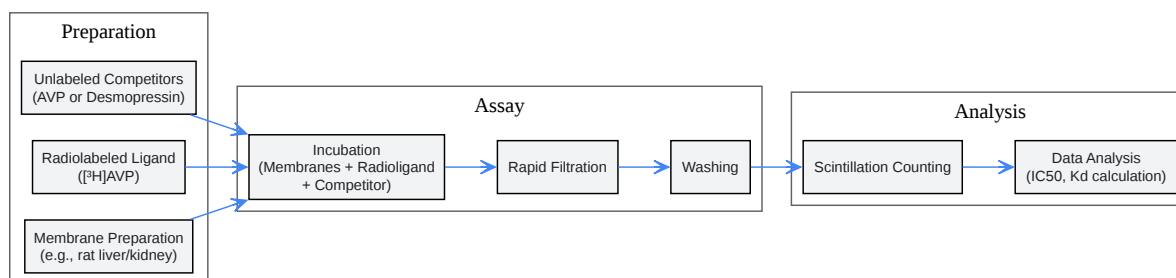 Preparation
Unlabeled Competitors
(AVP or Desmopressin)
Radiolabeled Ligand
([³H]AVP)
Membrane Preparation
(e.g., rat liver/kidney)
Assay
Incubation
(Membranes + Radioligand
+ Competitor)
Rapid Filtration
Washing
Analysis
Scintillation Counting
Data Analysis
(IC50, Kd calculation)